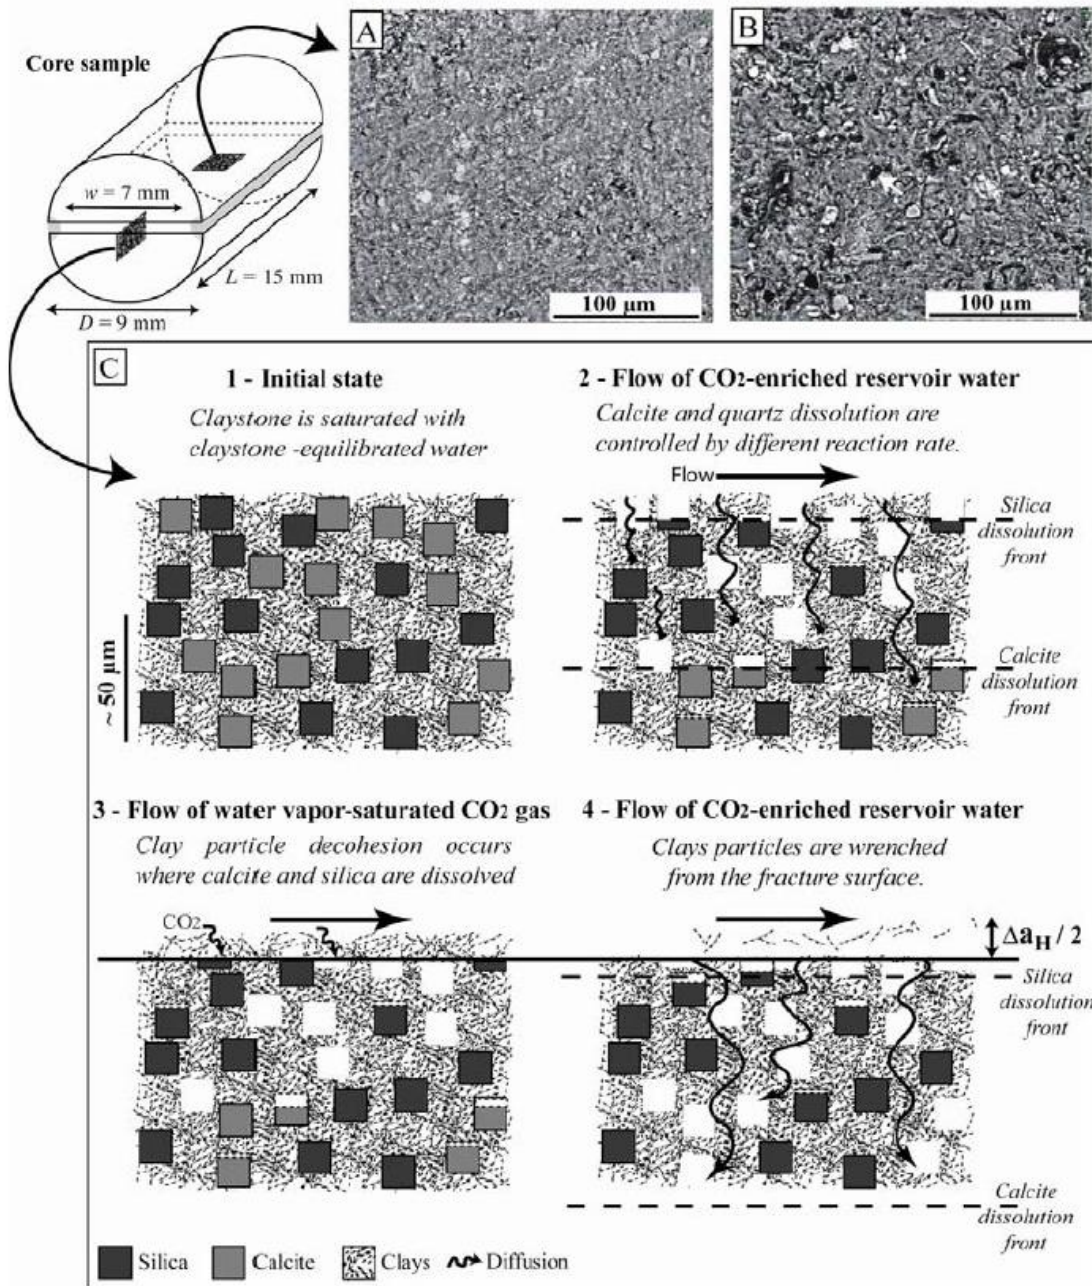 Core sample
w = 7 mm
L = 15 mm
D = 9 mm
A
100 µm
B
100 µm
C
1 - Initial state
Claystone is saturated with
claystone -equilibrated water
~ 50 µm
2 - Flow of CO2-enriched reservoir water
Calcite and quartz dissolution are
controlled by different reaction rate.
Flow
Silica
dissolution
front
Calcite
dissolution
front
3 - Flow of water vapor-saturated CO2 gas
Clay particle decohesion occurs
where calcite and silica are dissolved
CO2
4 - Flow of CO2-enriched reservoir water
Clays particles are wrenched
from the fracture surface.
ΔaH / 2
Silica
dissolution
front
Calcite
dissolution
front
Silica
Calcite
Clays
Diffusion